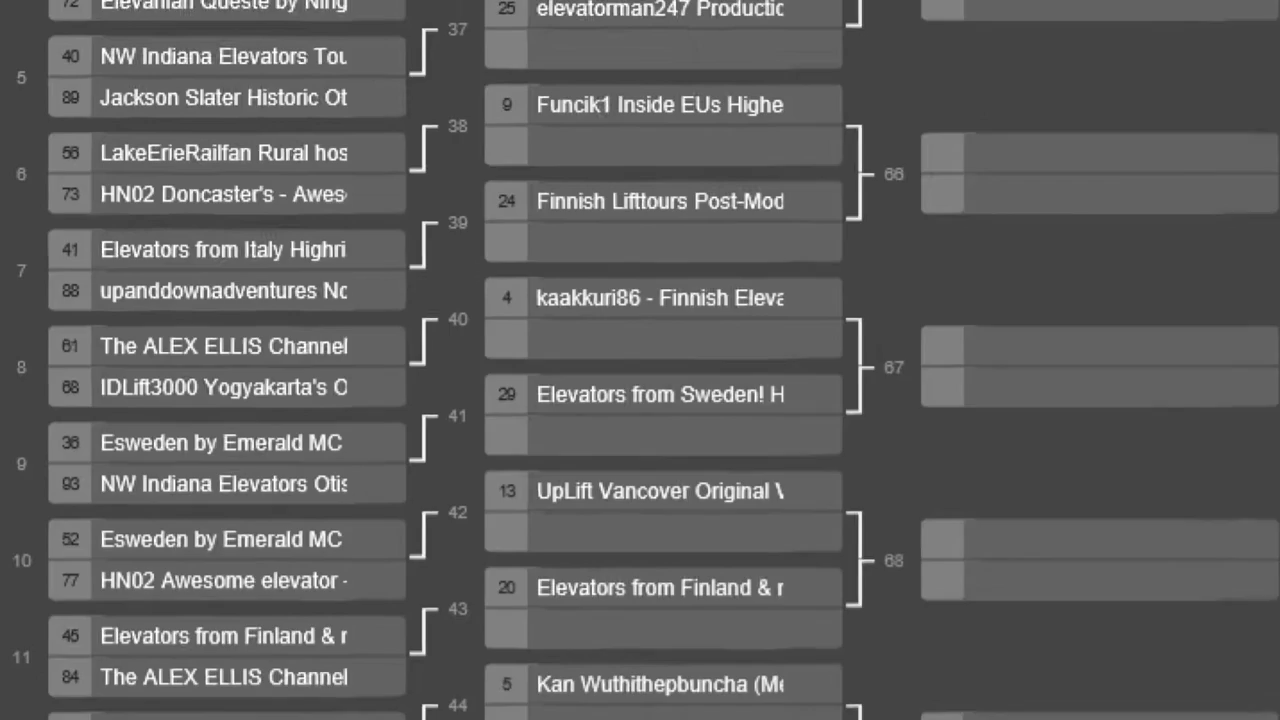 72 Elevanian Queste by Ning
5
40 NW Indiana Elevators Tou
89 Jackson Slater Historic Ot
6
56 LakeErieRailfan Rural hos
73 HN02 Doncaster's - Awes
7
41 Elevators from Italy Highri
88 upanddownadventures No
8
61 The ALEX ELLIS Channel
68 IDLift3000 Yogyakarta's O
9
36 Esweden by Emerald MC
93 NW Indiana Elevators Otis
10
52 Esweden by Emerald MC
77 HN02 Awesome elevator -
11
45 Elevators from Finland & r
84 The ALEX ELLIS Channel
25 elevatorman247 Productic
37
38
9 Funcik1 Inside EUs Highe
39
24 Finnish Lifttours Post-Mod
40
4 kaakkuri86 - Finnish Eleva
41
29 Elevators from Sweden! H
42
13 UpLift Vancover Original V
43
20 Elevators from Finland & r
44
5 Kan Wuthithepbuncha (Me
66
67
68